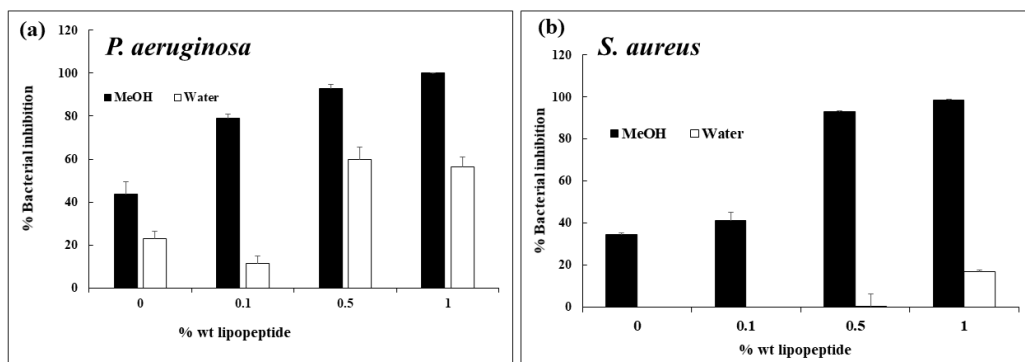 (a)
P. aeruginosa
120
100
80
60
40
20
0
% Bacterial inhibition
MeOH Water
0 0.1 0.5 1
% wt lipopeptide
(b)
S. aureus
120
100
80
60
40
20
0
% Bacterial inhibition
MeOH Water
0 0.1 0.5 1
% wt lipopeptide